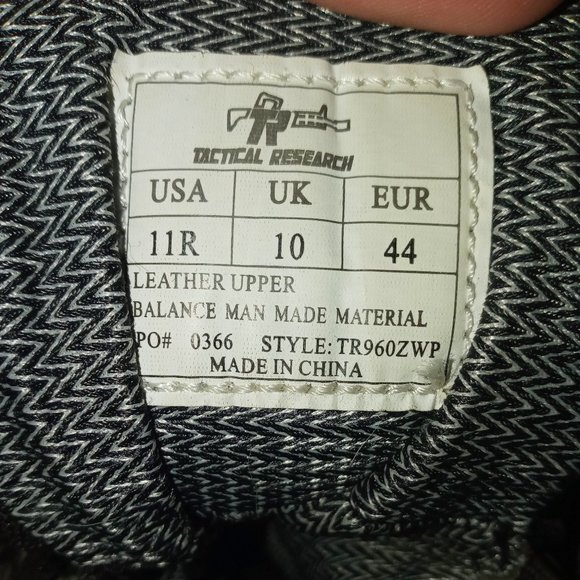 TR
TACTICAL RESEARCH
USA UK EUR
11R 10 44
LEATHER UPPER
BALANCE MAN MADE MATERIAL
PO# 0366 STYLE: TR960ZWP
MADE IN CHINA